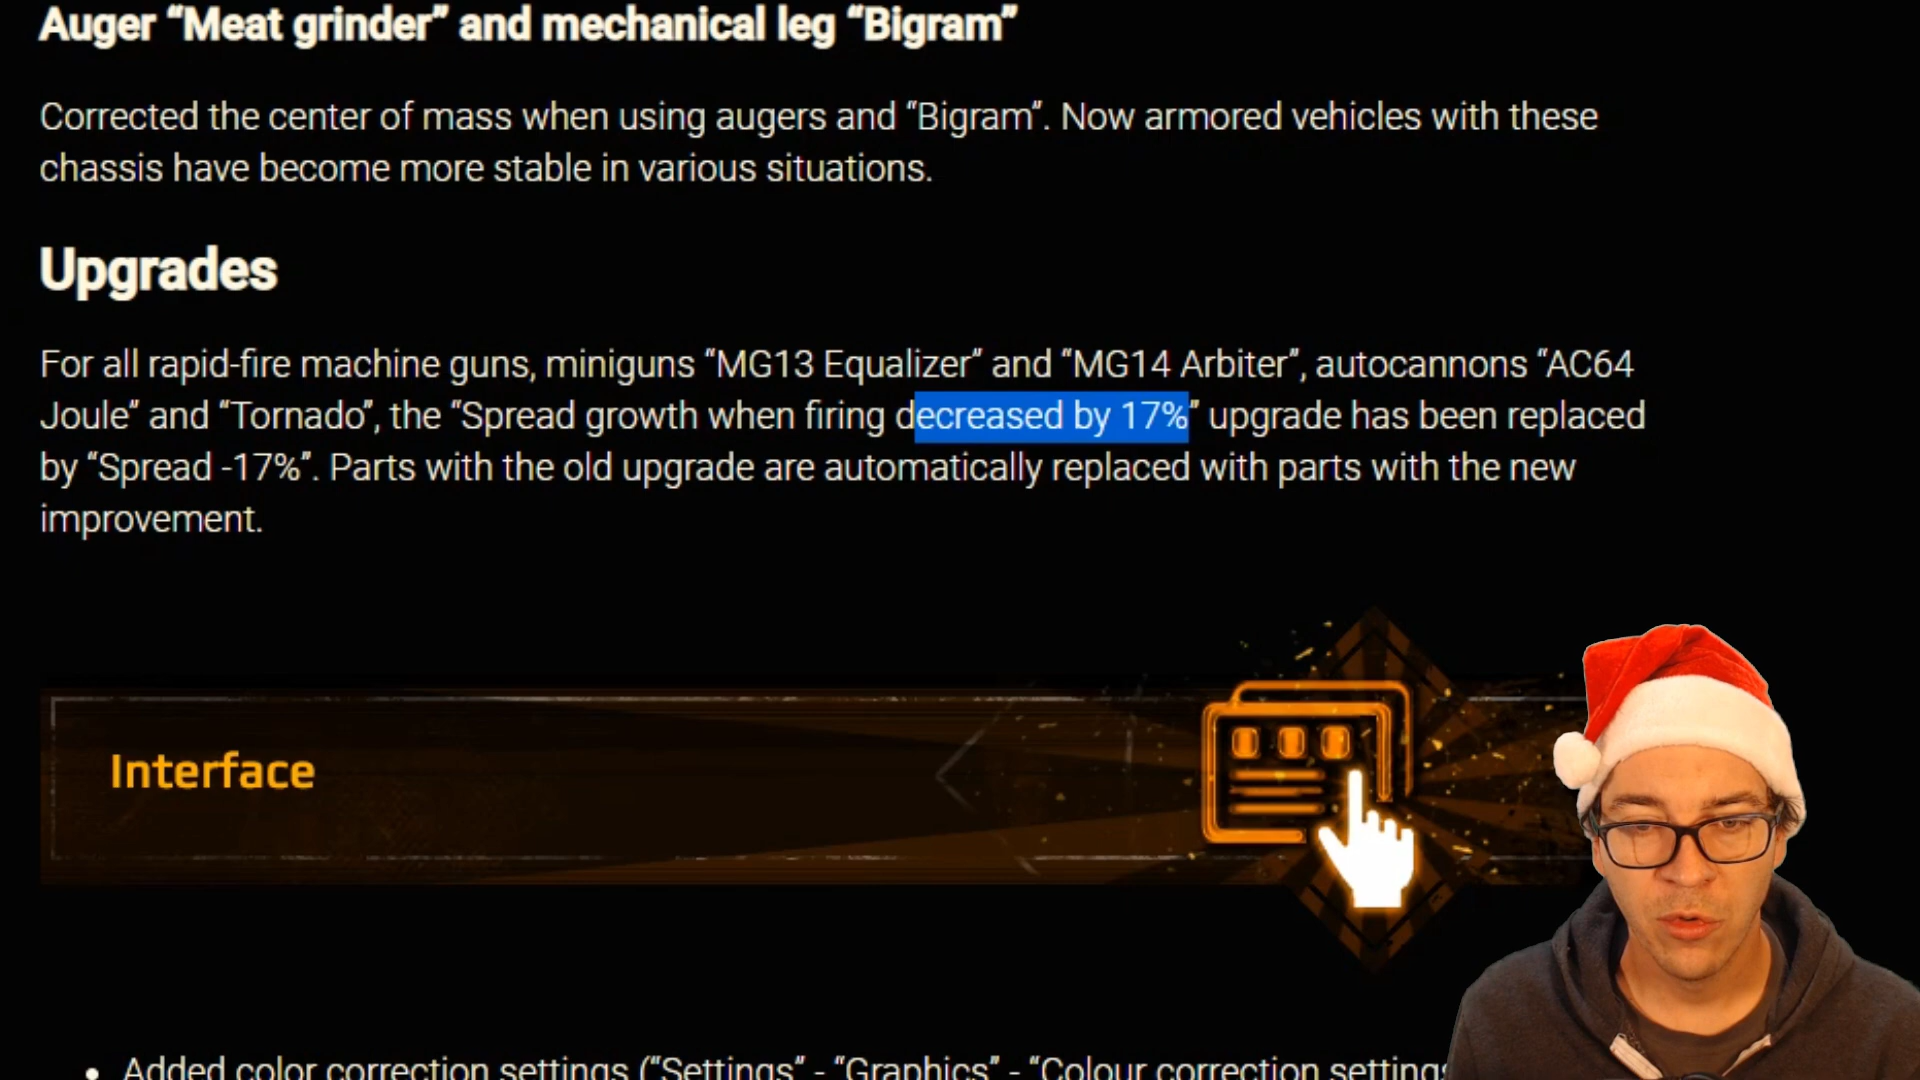 Auger “Meat grinder” and mechanical leg “Bigram”
Corrected the center of mass when using augers and “Bigram”. Now armored vehicles with these
chassis have become more stable in various situations.
Upgrades
For all rapid-fire machine guns, miniguns “MG13 Equalizer” and “MG14 Arbiter”, autocannons “AC64
Joule” and “Tornado”, the “Spread growth when firing decreased by 17%” upgrade has been replaced
by “Spread -17%”. Parts with the old upgrade are automatically replaced with parts with the new
improvement.
Interface
• Added color correction settings (“Settings” - “Graphics” - “Colour correction settings